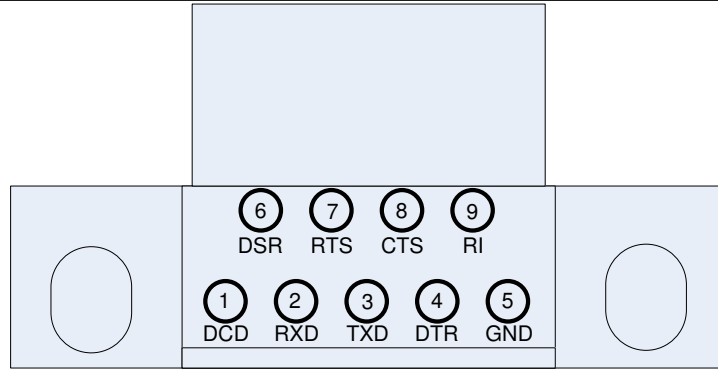 6 7 8 9
DSR RTS CTS RI
1 2 3 4 5
DCD RXD TXD DTR GND